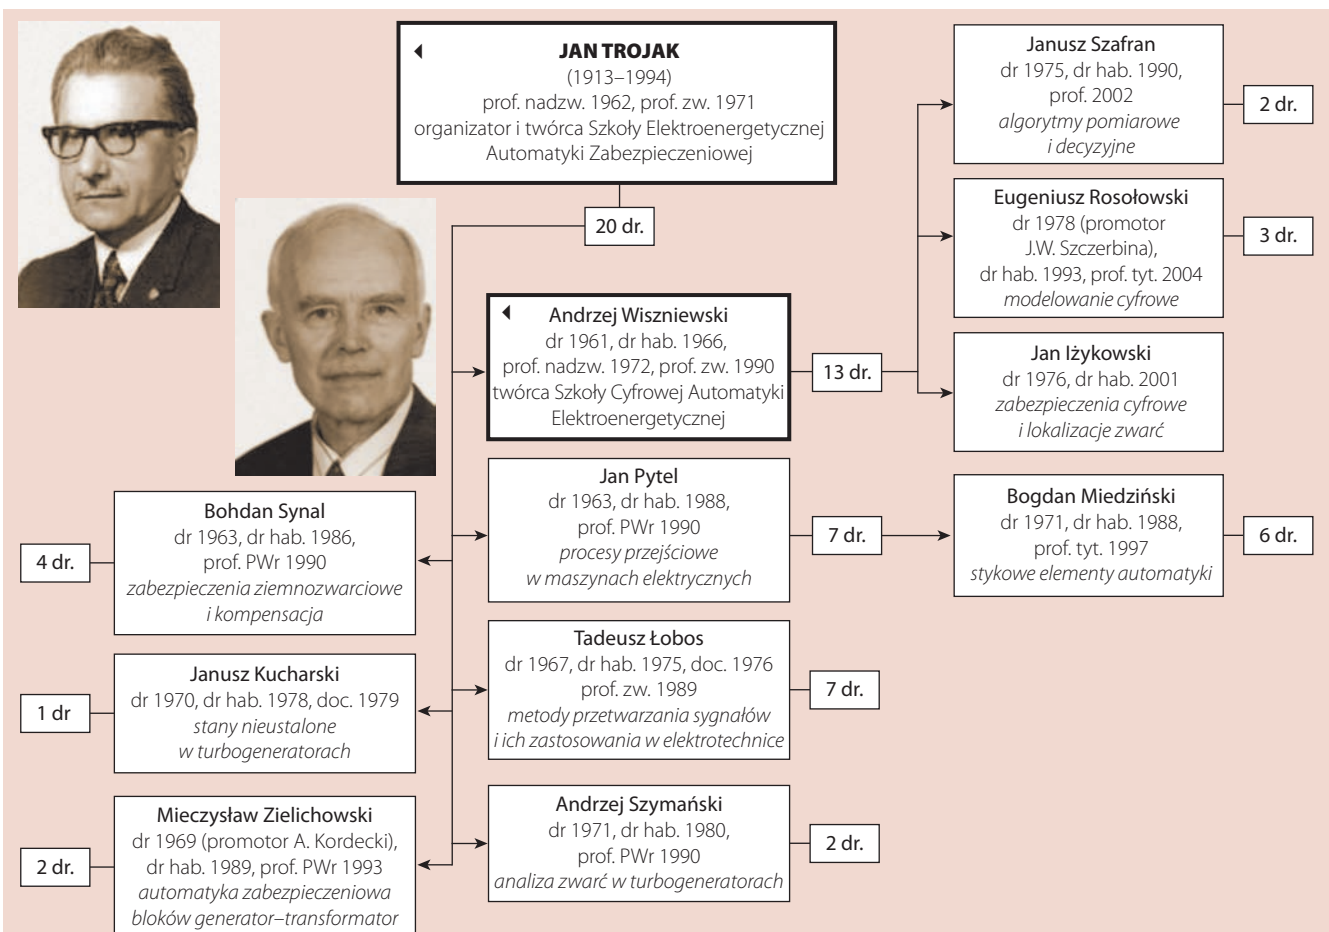 JAN TROJAK
(1913–1994)
prof. nadzw. 1962, prof. zw. 1971
organizator i twórca Szkoły Elektroenergetycznej
Automatyki Zabezpieczeniowej
20 dr.
Andrzej Wiszniewski
dr 1961, dr hab. 1966,
prof. nadzw. 1972, prof. zw. 1990
twórca Szkoły Cyfrowej Automatyki
Elektroenergetycznej
13 dr.
Janusz Szafran
dr 1975, dr hab. 1990,
prof. 2002
algorytmy pomiarowe
i decyzyjne
2 dr.
Eugeniusz Rosołowski
dr 1978 (promotor
J.W. Szczerbina),
dr hab. 1993, prof. tyt. 2004
modelowanie cyfrowe
3 dr.
Jan Iżykowski
dr 1976, dr hab. 2001
zabezpieczenia cyfrowe
i lokalizacje zwarć
Jan Pytel
dr 1963, dr hab. 1988,
prof. PWr 1990
procesy przejściowe
w maszynach elektrycznych
7 dr.
Bogdan Miedziński
dr 1971, dr hab. 1988,
prof. tyt. 1997
stykowe elementy automatyki
6 dr.
Bohdan Synal
dr 1963, dr hab. 1986,
prof. PWr 1990
zabezpieczenia ziemnozwarciowe
i kompensacja
4 dr.
Tadeusz Łobos
dr 1967, dr hab. 1975, doc. 1976
prof. zw. 1989
metody przetwarzania sygnałów
i ich zastosowania w elektrotechnice
7 dr.
Janusz Kucharski
dr 1970, dr hab. 1978, doc. 1979
stany nieustalone
w turbogeneratorach
1 dr
Andrzej Szymański
dr 1971, dr hab. 1980,
prof. PWr 1990
analiza zwarć w turbogeneratorach
2 dr.
Mieczysław Zielichowski
dr 1969 (promotor A. Kordecki),
dr hab. 1989, prof. PWr 1993
automatyka zabezpieczeniowa
bloków generator–transformator
2 dr.